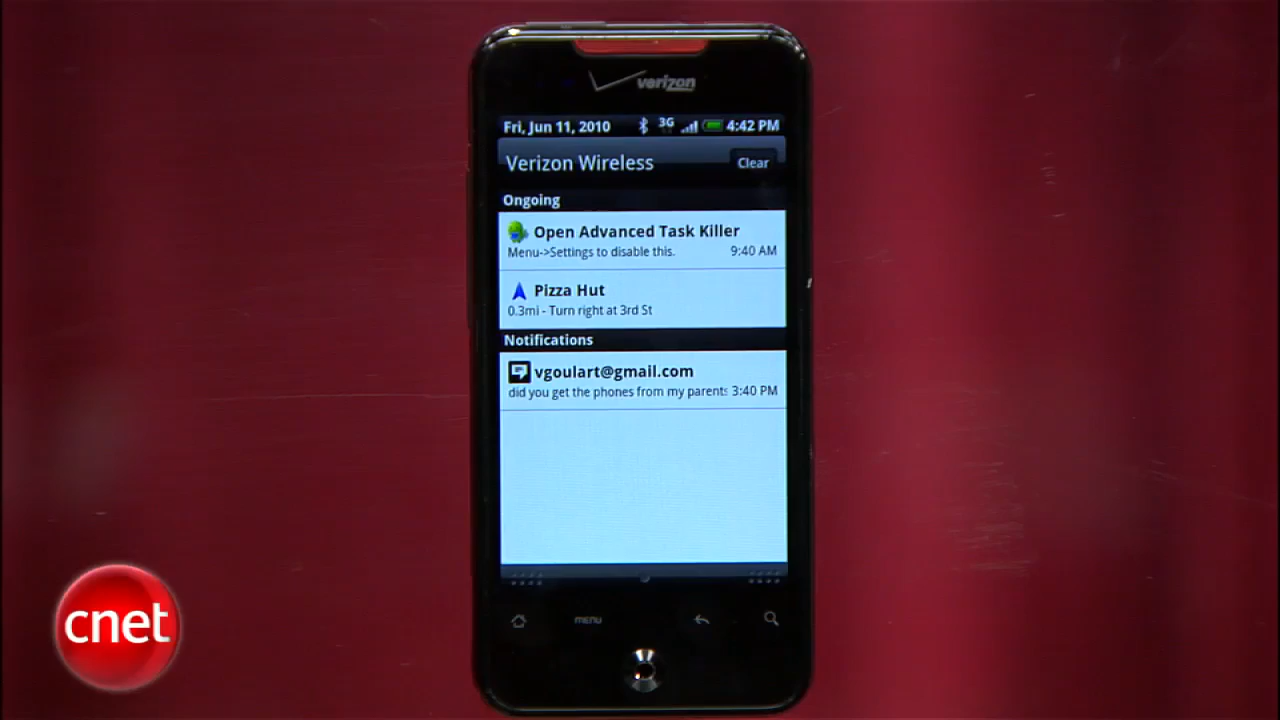 verizon
Fri, Jun 11, 2010 3G 4:42 PM
Verizon Wireless Clear
Ongoing
Open Advanced Task Killer
Menu->Settings to disable this. 9:40 AM
Pizza Hut
0.3mi - Turn right at 3rd St
Notifications
vgoulart@gmail.com
did you get the phones from my parents 3:40 PM
MENU
cnet